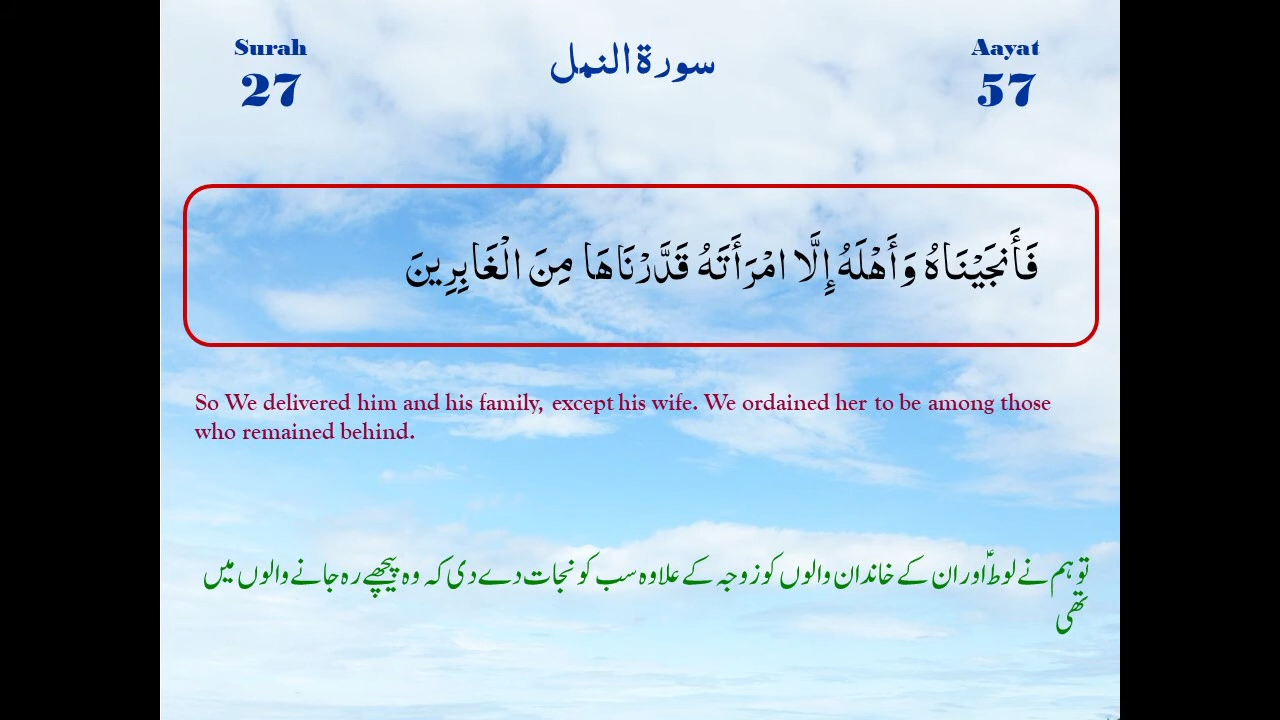 Surah
27
سورة النمل
Aayat
57
فَأَنجَيْنَاهُ وَأَهْلَهُ إِلَّا امْرَأَتَهُ قَدَّرْنَاهَا مِنَ الْغَابِرِينَ
So We delivered him and his family, except his wife. We ordained her to be among those
who remained behind.
تو ہم نے لوطؑ اور ان کے خاندان والوں کو زوجہ کے علاوہ سب کو نجات دے دی کہ وہ پیچھے رہ جانے والوں میں
تھی